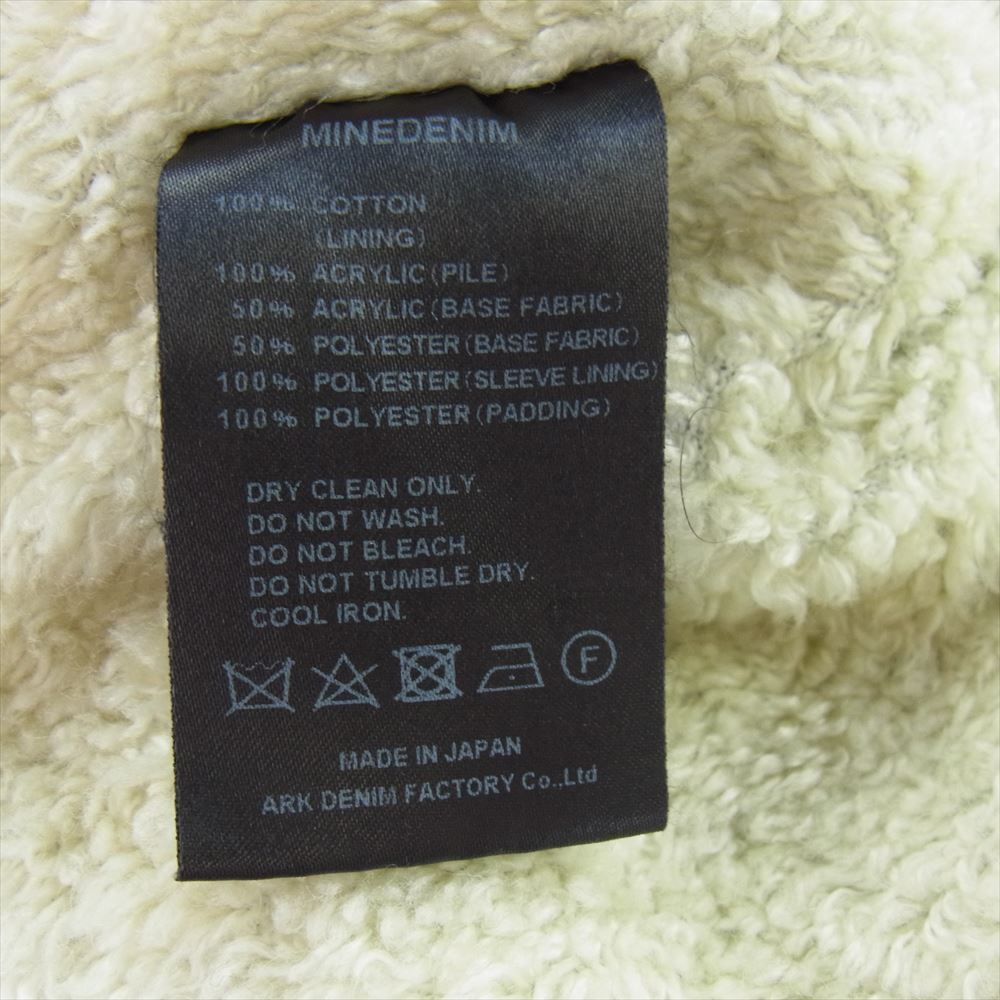 MINEDENIM
100% COTTON
(LINING)
100% ACRYLIC (PILE)
50% ACRYLIC (BASE FABRIC)
50% POLYESTER (BASE FABRIC)
100% POLYESTER (SLEEVE LINING)
100% POLYESTER (PADDING)
DRY CLEAN ONLY.
DO NOT WASH.
DO NOT BLEACH.
DO NOT TUMBLE DRY.
COOL IRON.
F
MADE IN JAPAN
ARK DENIM FACTORY Co.,Ltd